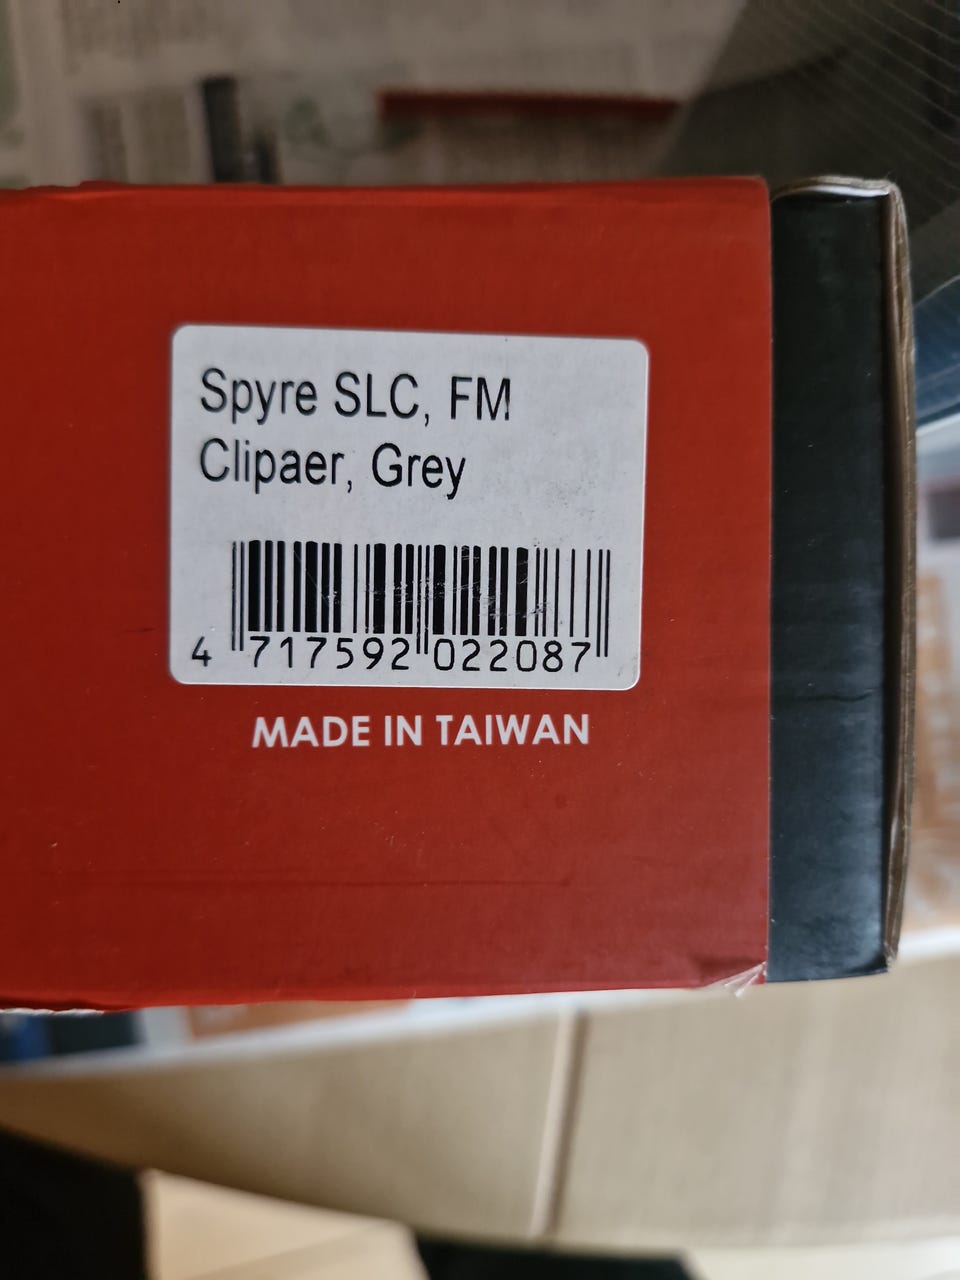 Spyre SLC, FM
Clipaer, Grey
4 717592 022087
MADE IN TAIWAN